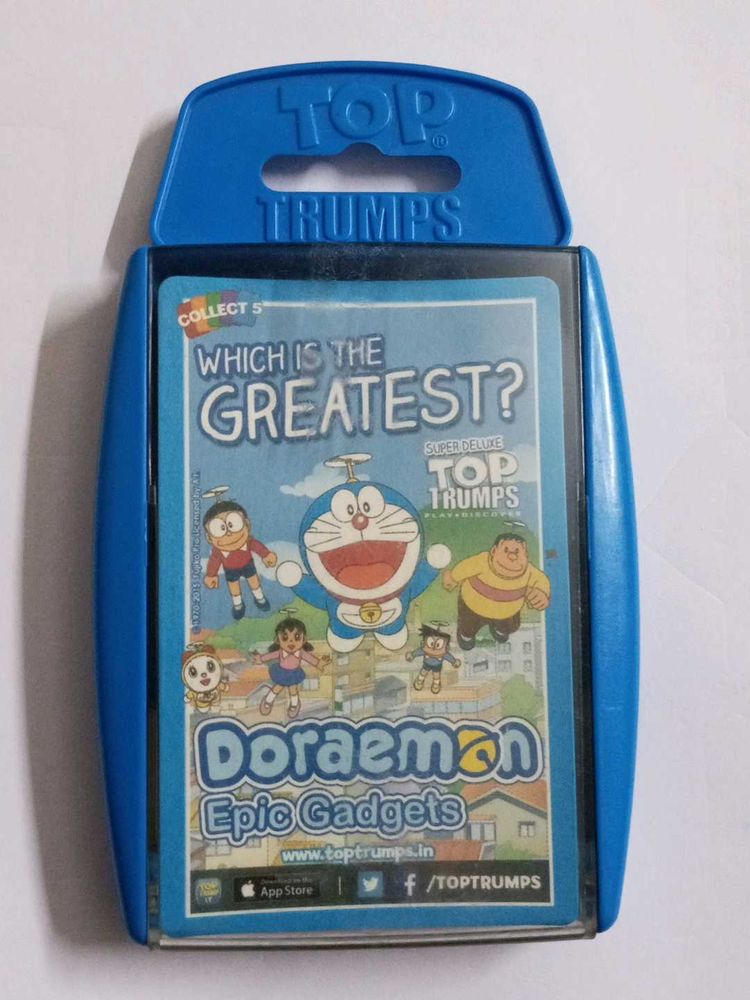 TOP®
TRUMPS
COLLECT 5
WHICH IS THE
GREATEST?
SUPER DELUXE
TOP
TRUMPS
PLAY•DISCOVER
Doraemon
Epic Gadgets
www.toptrumps.in
App Store
/TOPTRUMPS